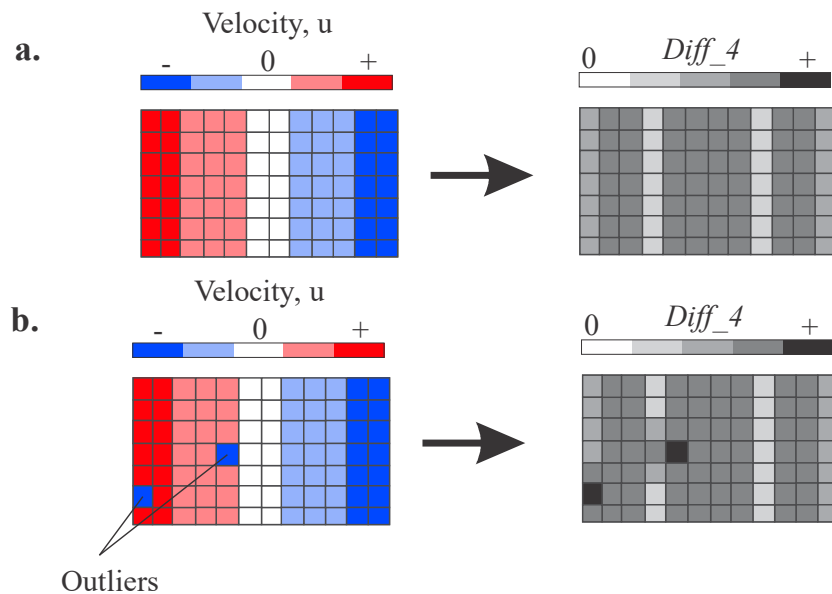 a.
Velocity, u
- 0 +
0 Diff_4 +
b.
Velocity, u
- 0 +
0 Diff_4 +
Outliers